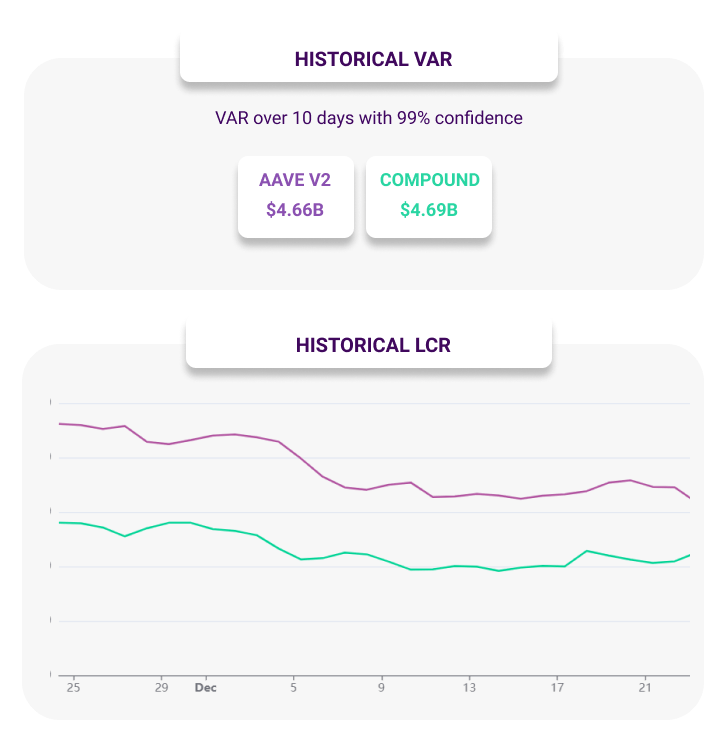 HISTORICAL VAR
VAR over 10 days with 99% confidence
AAVE V2
$4.66B
COMPOUND
$4.69B
HISTORICAL LCR
25 29 Dec 5 9 13 17 21